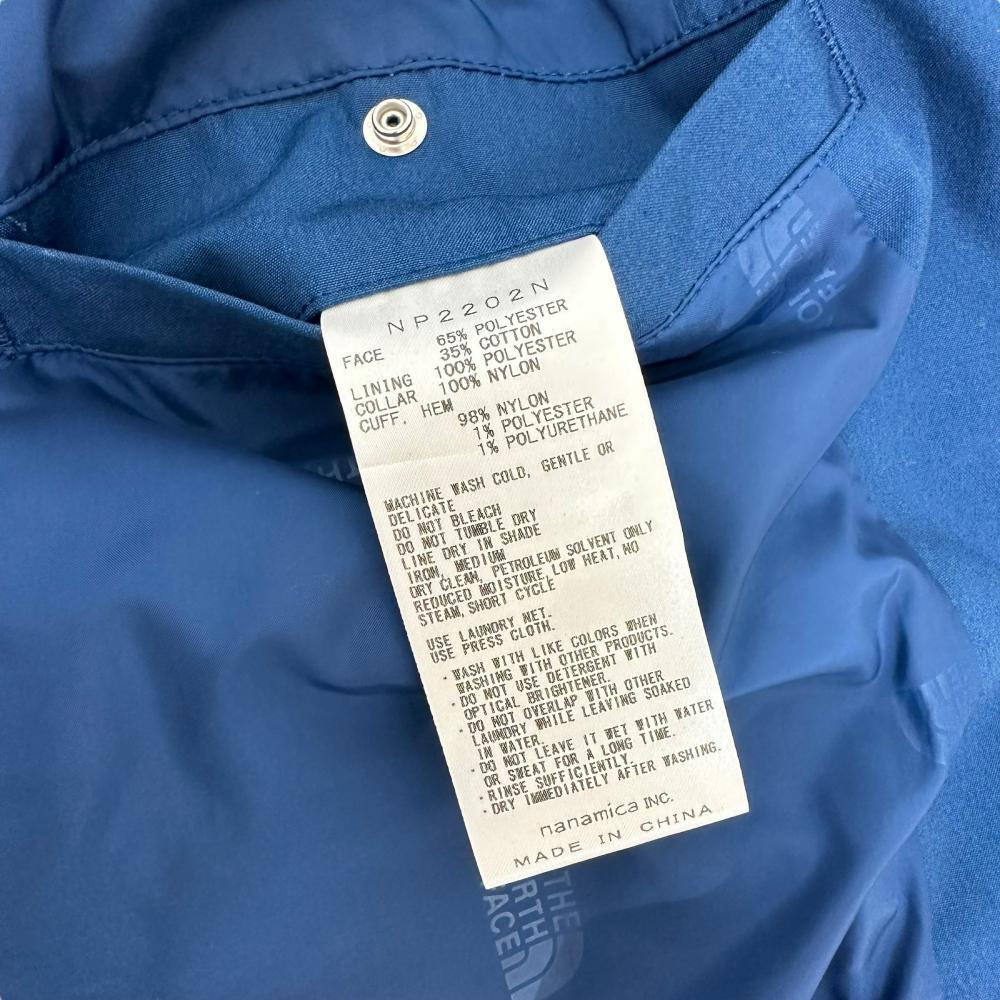 NP2202N
FACE 65% POLYESTER
35% COTTON
LINING 100% POLYESTER
COLLAR 100% NYLON
CUFF. HEM
98% NYLON
1% POLYESTER
1% POLYURETHANE
MACHINE WASH COLD, GENTLE OR
DELICATE
DO NOT BLEACH
DO NOT TUMBLE DRY
LINE DRY IN SHADE
IRON, MEDIUM
DRY CLEAN, PETROLEUM SOLVENT ONLY
REDUCED MOISTURE, LOW HEAT, NO
STEAM, SHORT CYCLE
USE LAUNDRY NET.
USE PRESS CLOTH.
・WASH WITH LIKE COLORS WHEN
WASHING WITH OTHER PRODUCTS.
・DO NOT USE DETERGENT WITH
OPTICAL BRIGHTENER.
・DO NOT OVERLAP WITH OTHER
LAUNDRY WHILE LEAVING SOAKED
IN WATER.
・DO NOT LEAVE IT WET WITH WATER
OR SWEAT FOR A LONG TIME.
・RINSE SUFFICIENTLY.
・DRY IMMEDIATELY AFTER WASHING.
nanamica INC.
MADE IN CHINA
THE
RTH
ACE